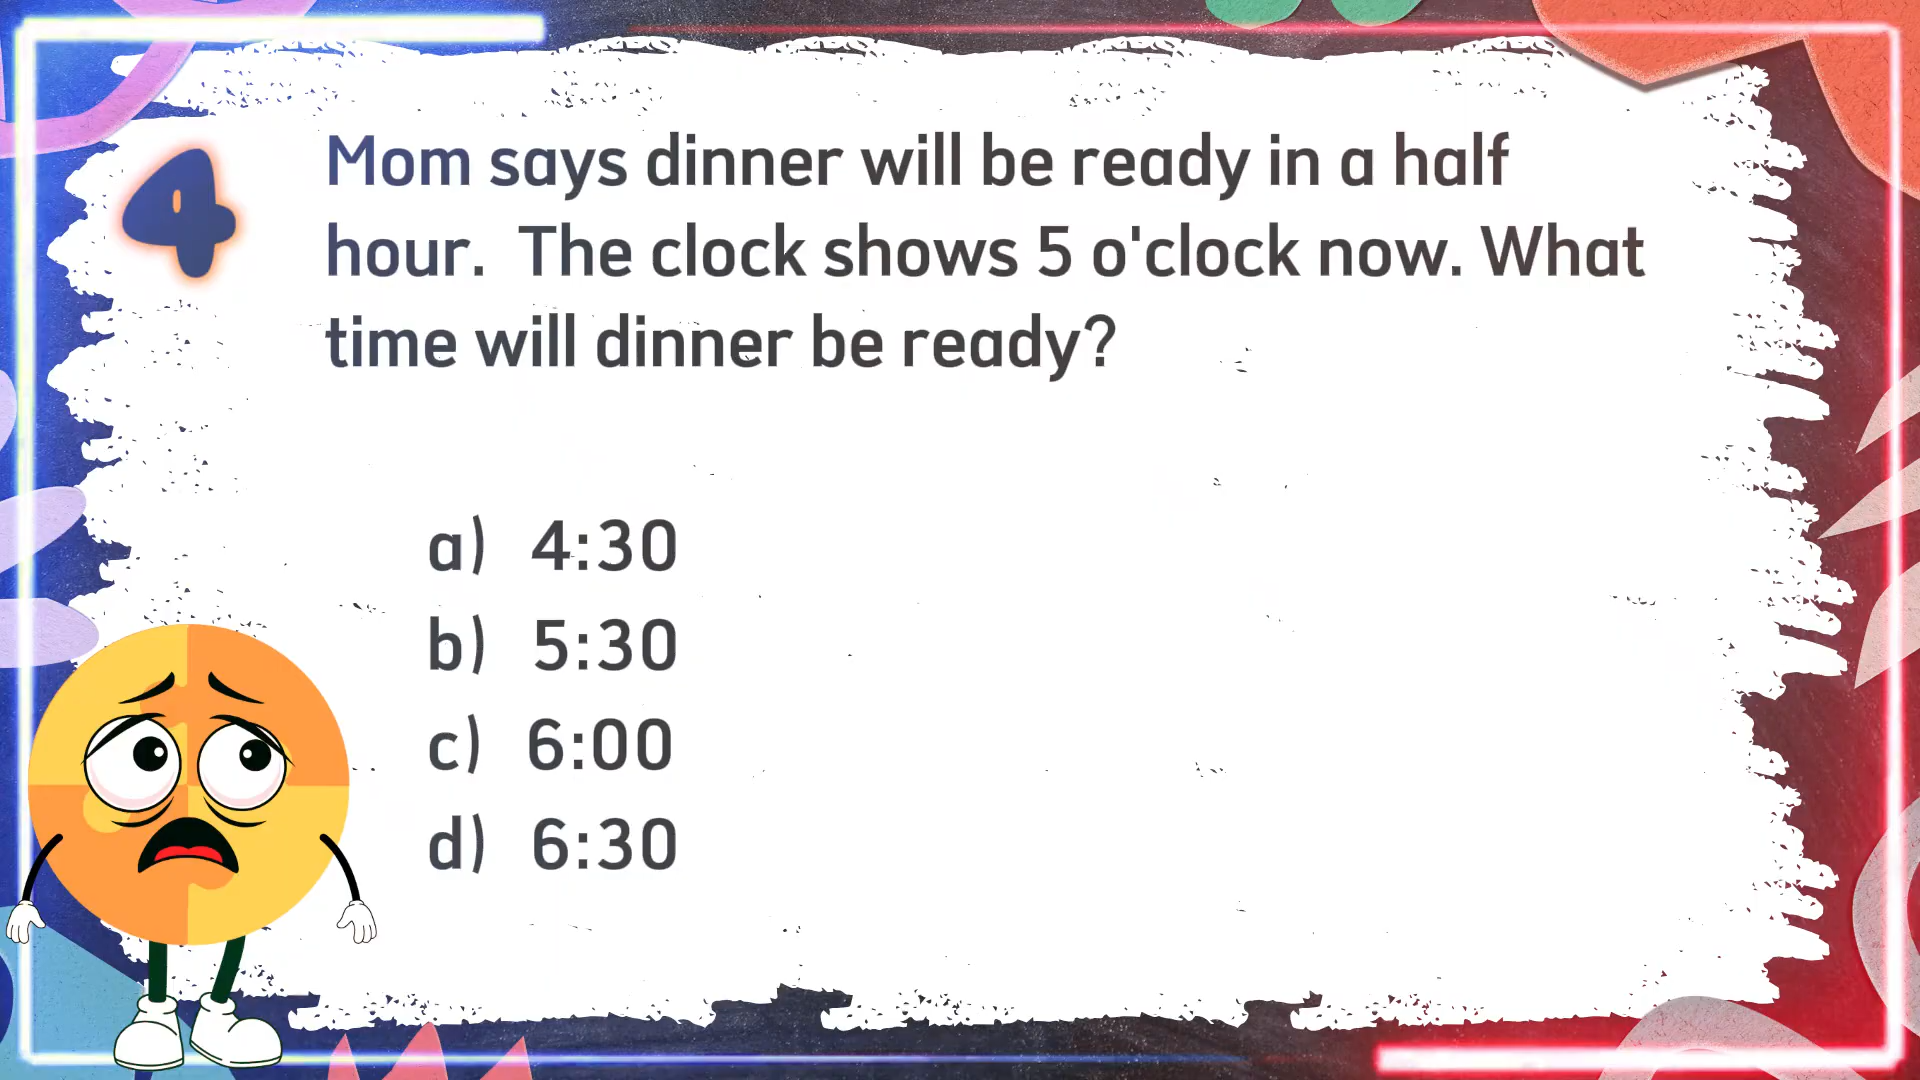 4
Mom says dinner will be ready in a half
hour. The clock shows 5 o'clock now. What
time will dinner be ready?
a) 4:30
b) 5:30
c) 6:00
d) 6:30